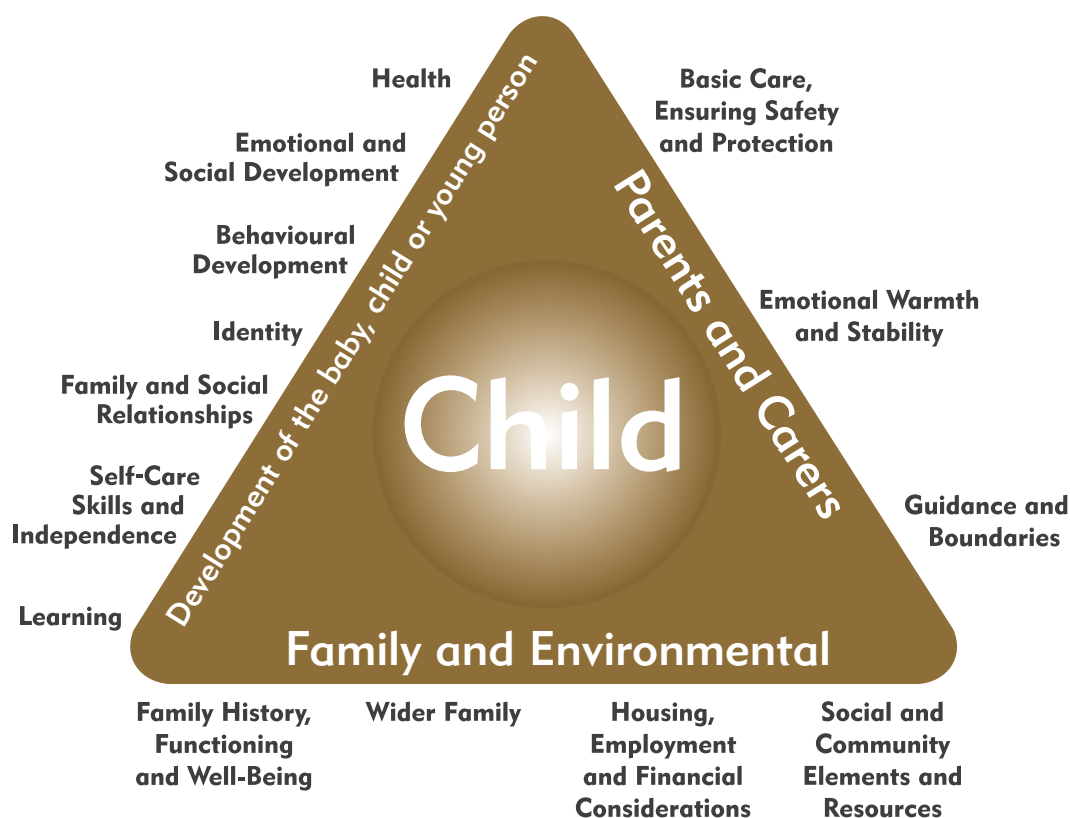 Health
Emotional and
Social Development
Behavioural
Development
Identity
Family and Social
Relationships
Self-Care
Skills and
Independence
Learning
Development of the baby, child or young person
Child
Parents and Carers
Basic Care,
Ensuring Safety
and Protection
Emotional Warmth
and Stability
Guidance and
Boundaries
Family and Environmental
Family History,
Functioning
and Well-Being
Wider Family
Housing,
Employment
and Financial
Considerations
Social and
Community
Elements and
Resources